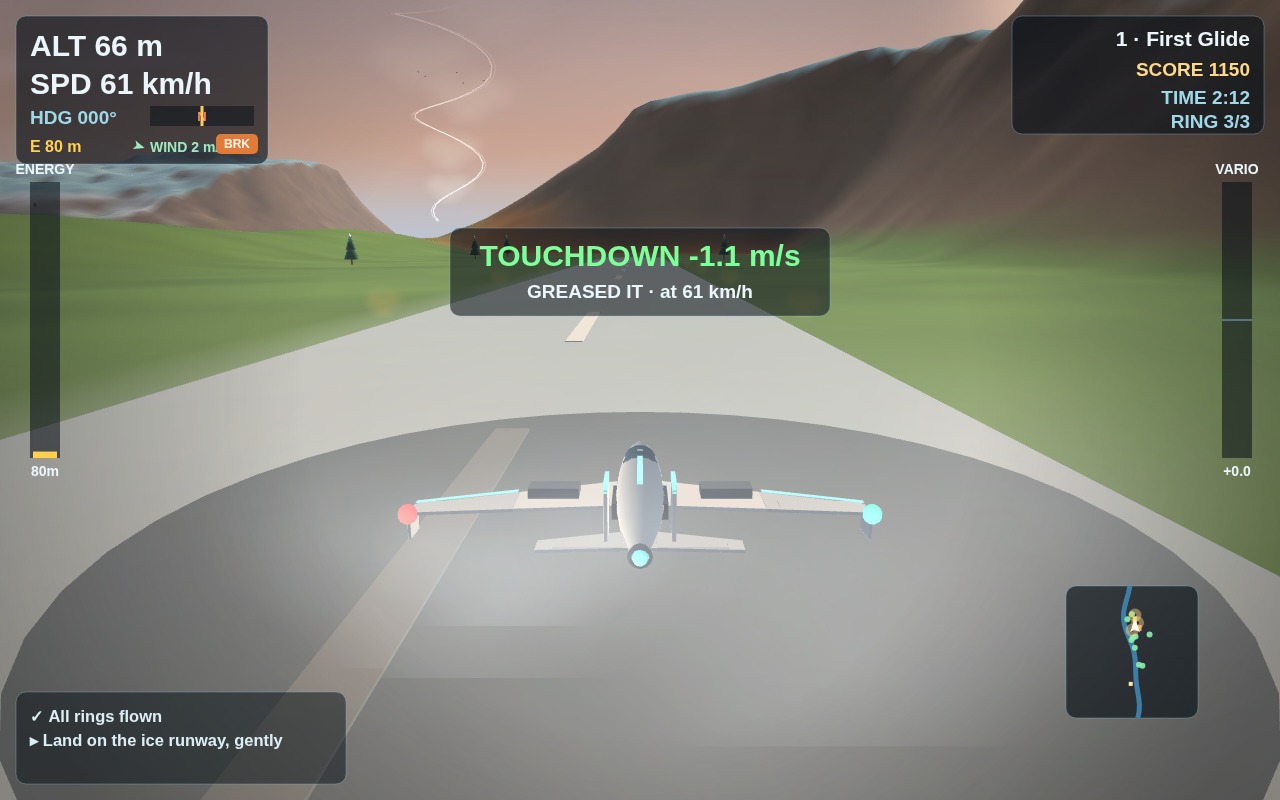 ALT 66 m
SPD 61 km/h
HDG 000°
N
E 80 m
WIND 2 m
BRK
ENERGY
80m
1 · First Glide
SCORE 1150
TIME 2:12
RING 3/3
VARIO
+0.0
TOUCHDOWN -1.1 m/s
GREASED IT · at 61 km/h
✓ All rings flown
▸ Land on the ice runway, gently